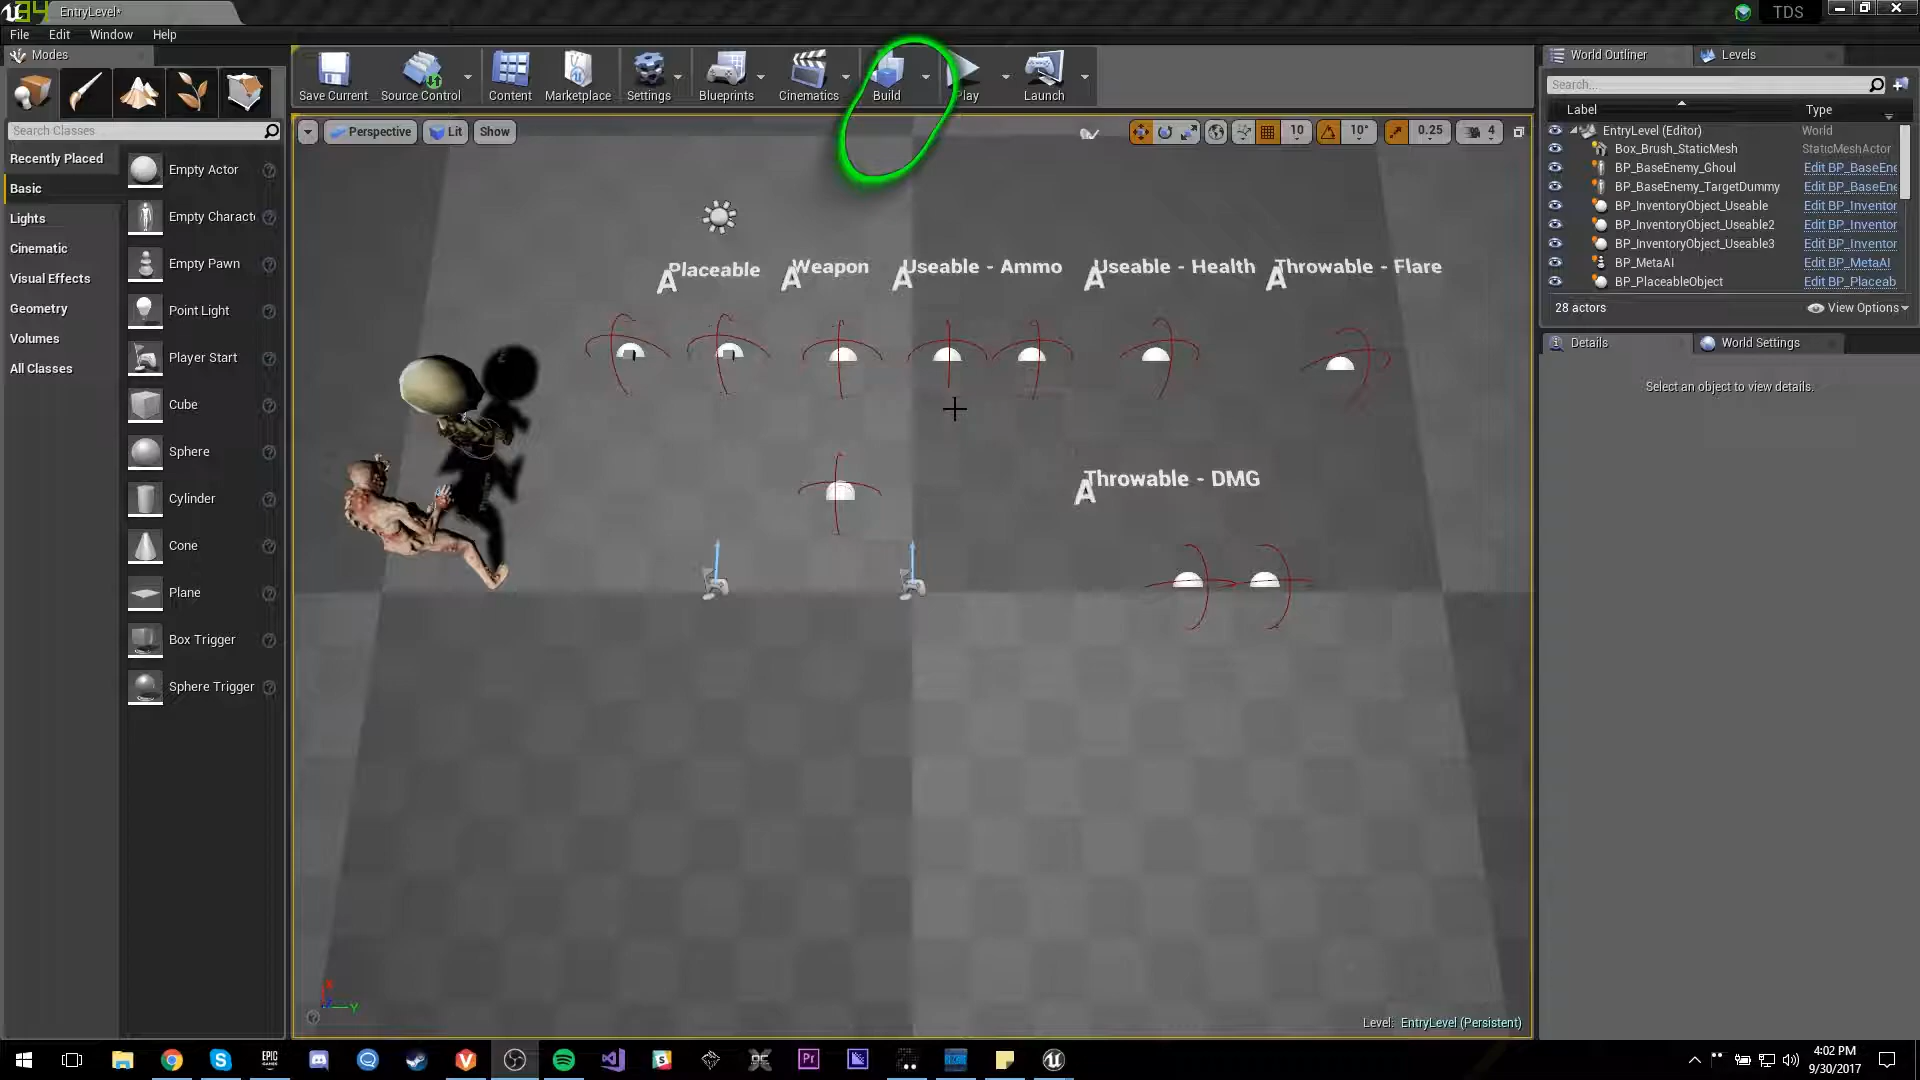 84
EntryLevel*
TDS
File Edit Window Help
Modes
Save Current
Source Control
Content
Marketplace
Settings
Blueprints
Cinematics
Build
Play
Launch
World Outliner
Levels
Search Classes
Search...
Perspective
Lit
Show
10
10°
0.25
4
Label
Type
Recently Placed
Basic
Lights
Cinematic
Visual Effects
Geometry
Volumes
All Classes
Empty Actor
Empty Charact
Empty Pawn
Point Light
Player Start
Cube
Sphere
Cylinder
Cone
Plane
Box Trigger
Sphere Trigger
Placeable
Weapon
Useable - Ammo
Useable - Health
Throwable - Flare
Throwable - DMG
EntryLevel (Editor) World
Box_Brush_StaticMesh StaticMeshActor
BP_BaseEnemy_Ghoul Edit BP_BaseEne
BP_BaseEnemy_TargetDummy Edit BP_BaseEne
BP_InventoryObject_Useable Edit BP_Inventor
BP_InventoryObject_Useable2 Edit BP_Inventor
BP_InventoryObject_Useable3 Edit BP_Inventor
BP_MetaAI Edit BP_MetaAI
BP_PlaceableObject Edit BP_Placeab
28 actors
View Options
Details
World Settings
Select an object to view details.
X
Y
Level: EntryLevel (Persistent)
EPIC
GAMES
Pr
4:02 PM
9/30/2017